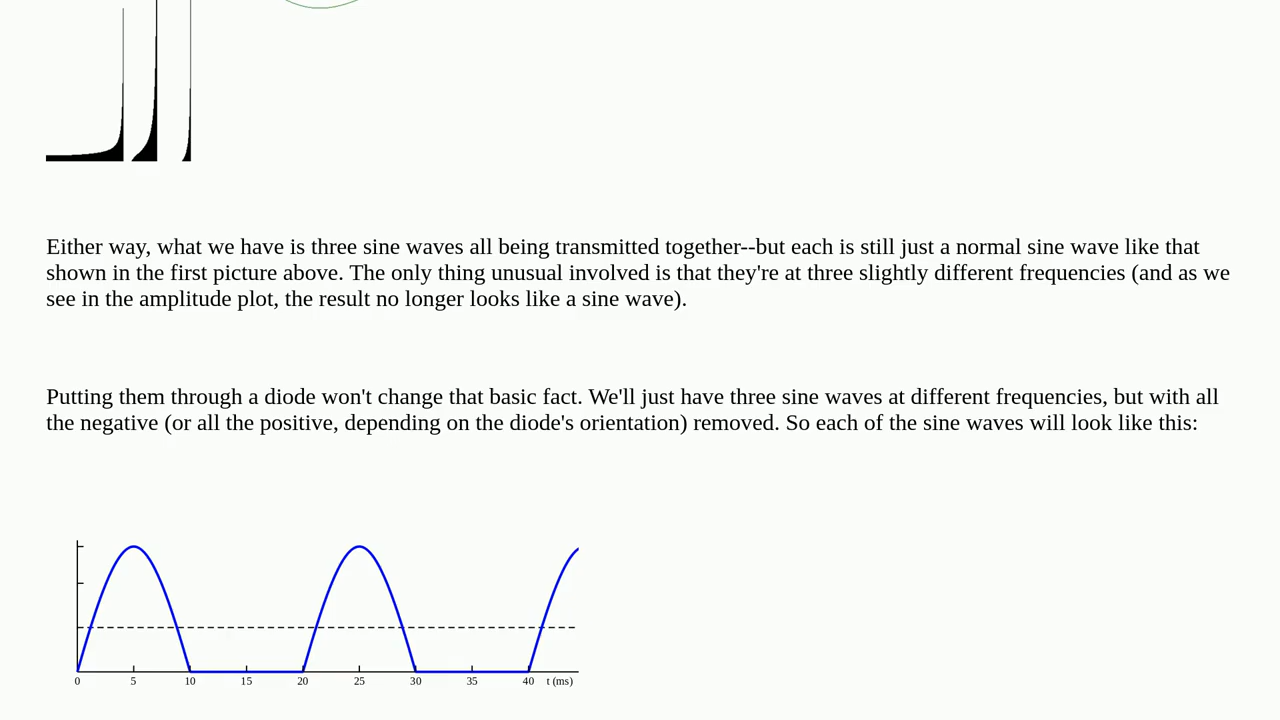 Either way, what we have is three sine waves all being transmitted together--but each is still just a normal sine wave like that
shown in the first picture above. The only thing unusual involved is that they're at three slightly different frequencies (and as we
see in the amplitude plot, the result no longer looks like a sine wave).
Putting them through a diode won't change that basic fact. We'll just have three sine waves at different frequencies, but with all
the negative (or all the positive, depending on the diode's orientation) removed. So each of the sine waves will look like this:
0 5 10 15 20 25 30 35 40 t (ms)